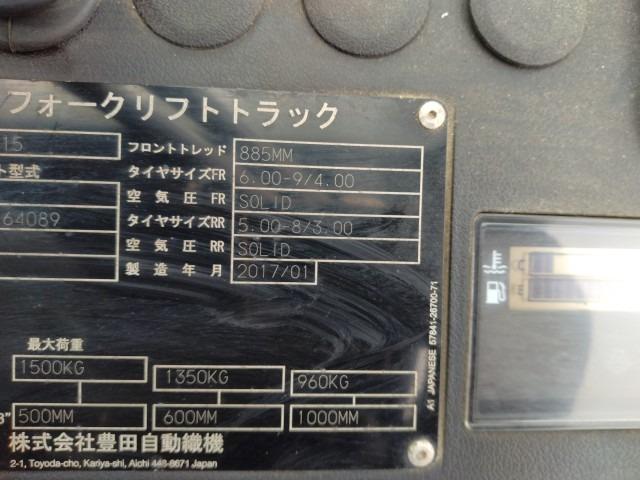 フォークリフトトラック
15
フロントトレッド 885MM
ト型式
タイヤサイズFR 6.00-9/4.00
空気圧 FR SOLID
64089
タイヤサイズRR 5.00-8/3.00
空気圧 RR SOLID
製造年月 2017/01
最大荷重
1500KG 1350KG 960KG
500MM 600MM 1000MM
株式会社豊田自動織機
2-1, Toyoda-cho, Kariya-shi, Aichi 448-8671 Japan
A1 JAPANESE 57841-26700-71